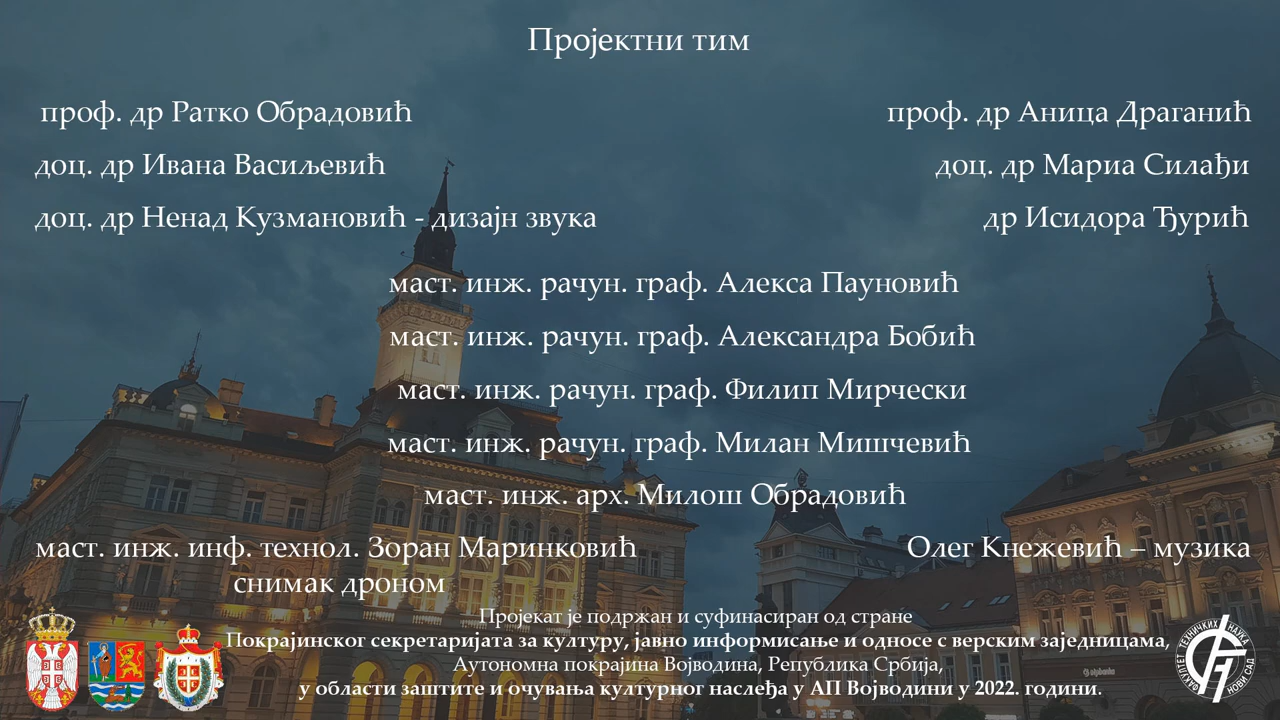 Пројектни тим
проф. др Ратко Обрадовић
проф. др Аница Драганић
доц. др Ивана Васиљевић
доц. др Мариа Силађи
доц. др Ненад Кузмановић - дизајн звука
др Исидора Ђурић
маст. инж. рачун. граф. Алекса Пауновић
маст. инж. рачун. граф. Александра Бобић
маст. инж. рачун. граф. Филип Мирчески
маст. инж. рачун. граф. Милан Мишчевић
маст. инж. арх. Милош Обрадовић
маст. инж. инф. технол. Зоран Маринковић
снимак дроном
Олег Кнежевић – музика
Пројекат је подржан и суфинасиран од стране
Покрајинског секретаријата за културу, јавно информисање и односе с верским заједницама,
Аутономна покрајина Војводина, Република Србија,
у области заштите и очувања културног наслеђа у АП Војводини у 2022. години.
ФАКУЛТЕТ ТЕХНИЧКИХ НАУКА
НОВИ САД